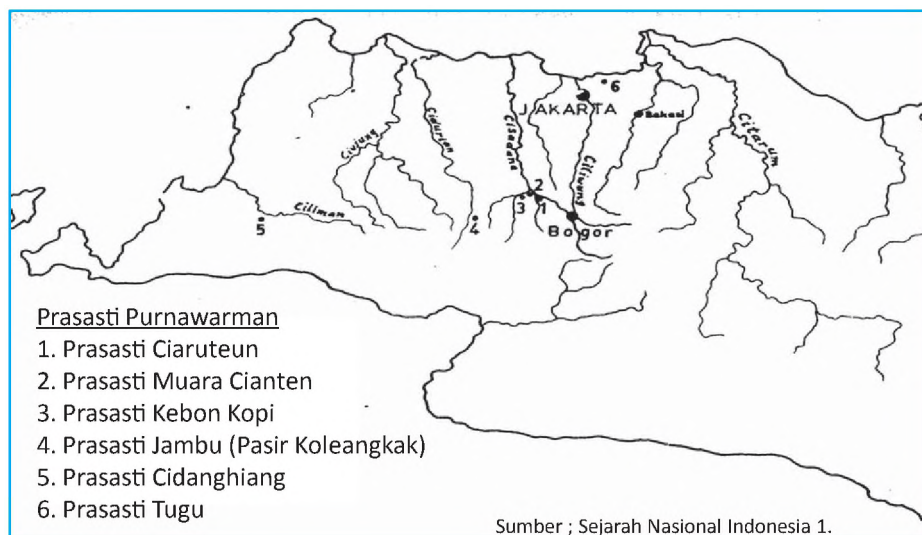 6
JAKARTA
Bekasi
Ciujung
Cidurian
Cisadane
Ciliwung
Citarum
2
3
1
4
Bogor
5
Ciliman
Prasasti Purnawarman
1. Prasasti Ciaruteun
2. Prasasti Muara Cianten
3. Prasasti Kebon Kopi
4. Prasasti Jambu (Pasir Koleangkak)
5. Prasasti Cidanghiang
6. Prasasti Tugu
Sumber ; Sejarah Nasional Indonesia 1.